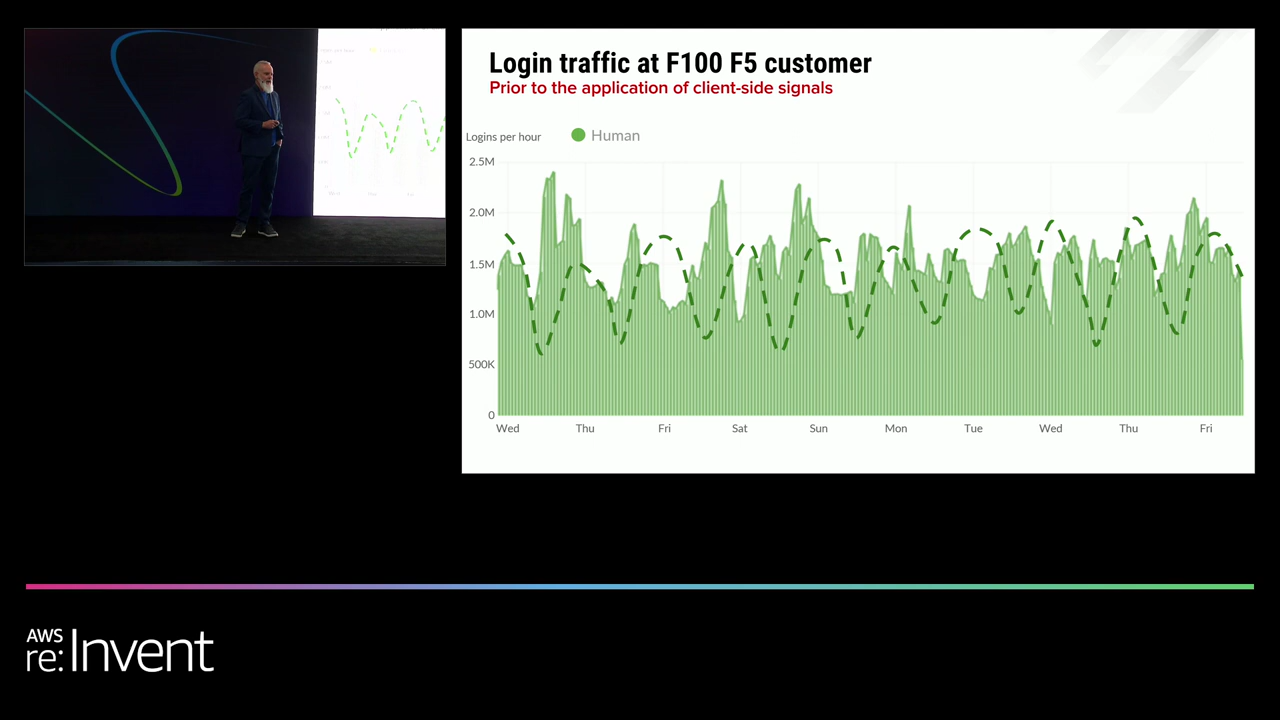 Login traffic at F100 F5 customer
Prior to the application of client-side signals
Logins per hour
Human
2.5M
2.0M
1.5M
1.0M
500K
0
Wed Thu Fri Sat Sun Mon Tue Wed Thu Fri
AWS
re:Invent